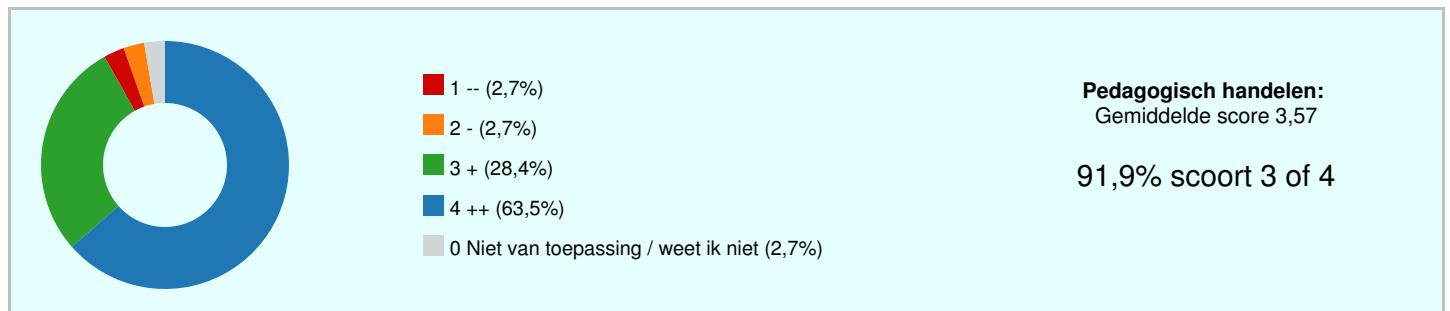 1 -- (2,7%)
2 - (2,7%)
3 + (28,4%)
4 ++ (63,5%)
0 Niet van toepassing / weet ik niet (2,7%)
Pedagogisch handelen:
Gemiddelde score 3,57
91,9% scoort 3 of 4